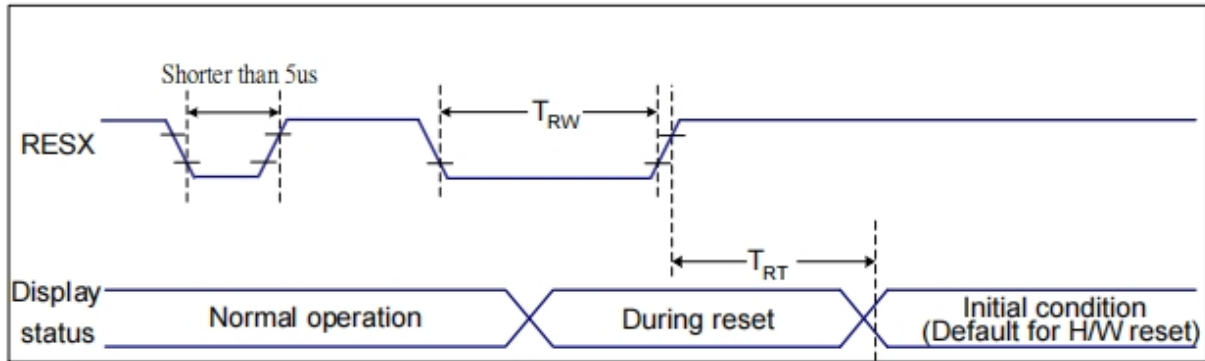 Shorter than 5us
RESX
TRW
TRT
Display
status
Normal operation
During reset
Initial condition
(Default for H/W reset)